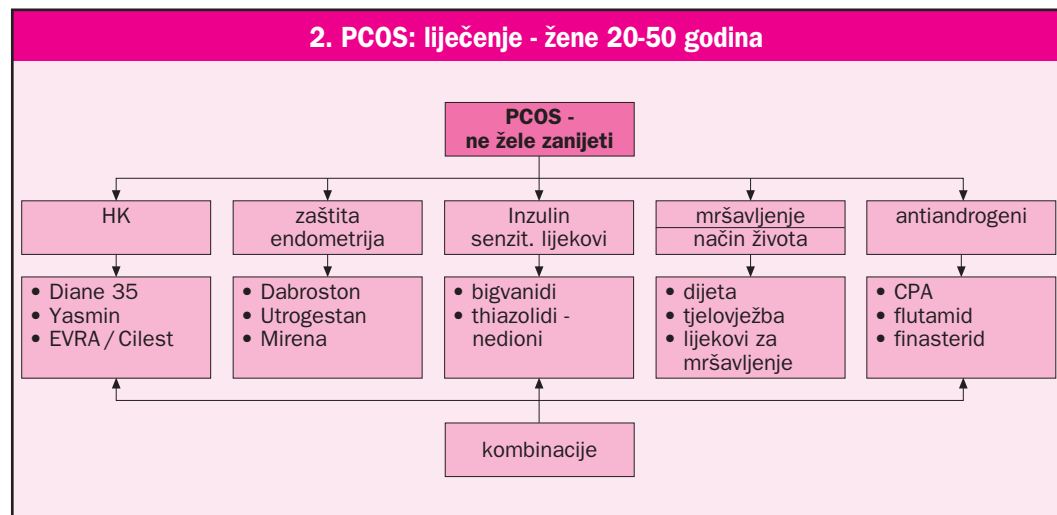 2. PCOS: liječenje - žene 20-50 godina
PCOS -
ne žele zanijeti
HK
zaštita
endometrija
Inzulin
senzit. lijekovi
mršavljenje
način života
antiandrogeni
• Diane 35
• Yasmin
• EVRA / Cilest
• Dabroston
• Utrogestan
• Mirena
• bigvanidi
• thiazolidi -
nedioni
• dijeta
• tjelovježba
• lijekovi za
mršavljenje
• CPA
• flutamid
• finasterid
kombinacije